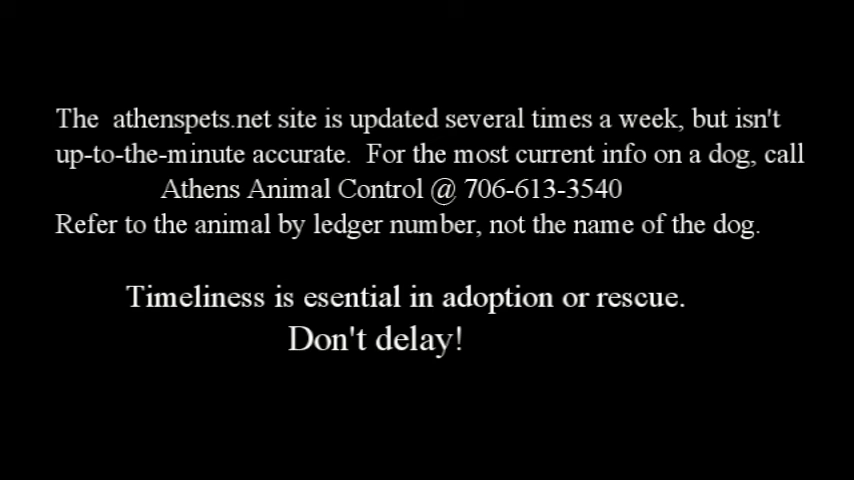 The  athenspets.net site is updated several times a week, but isn't
up-to-the-minute accurate.  For the most current info on a dog, call
Athens Animal Control @ 706-613-3540
Refer to the animal by ledger number, not the name of the dog.
Timeliness is esential in adoption or rescue.
Don't delay!